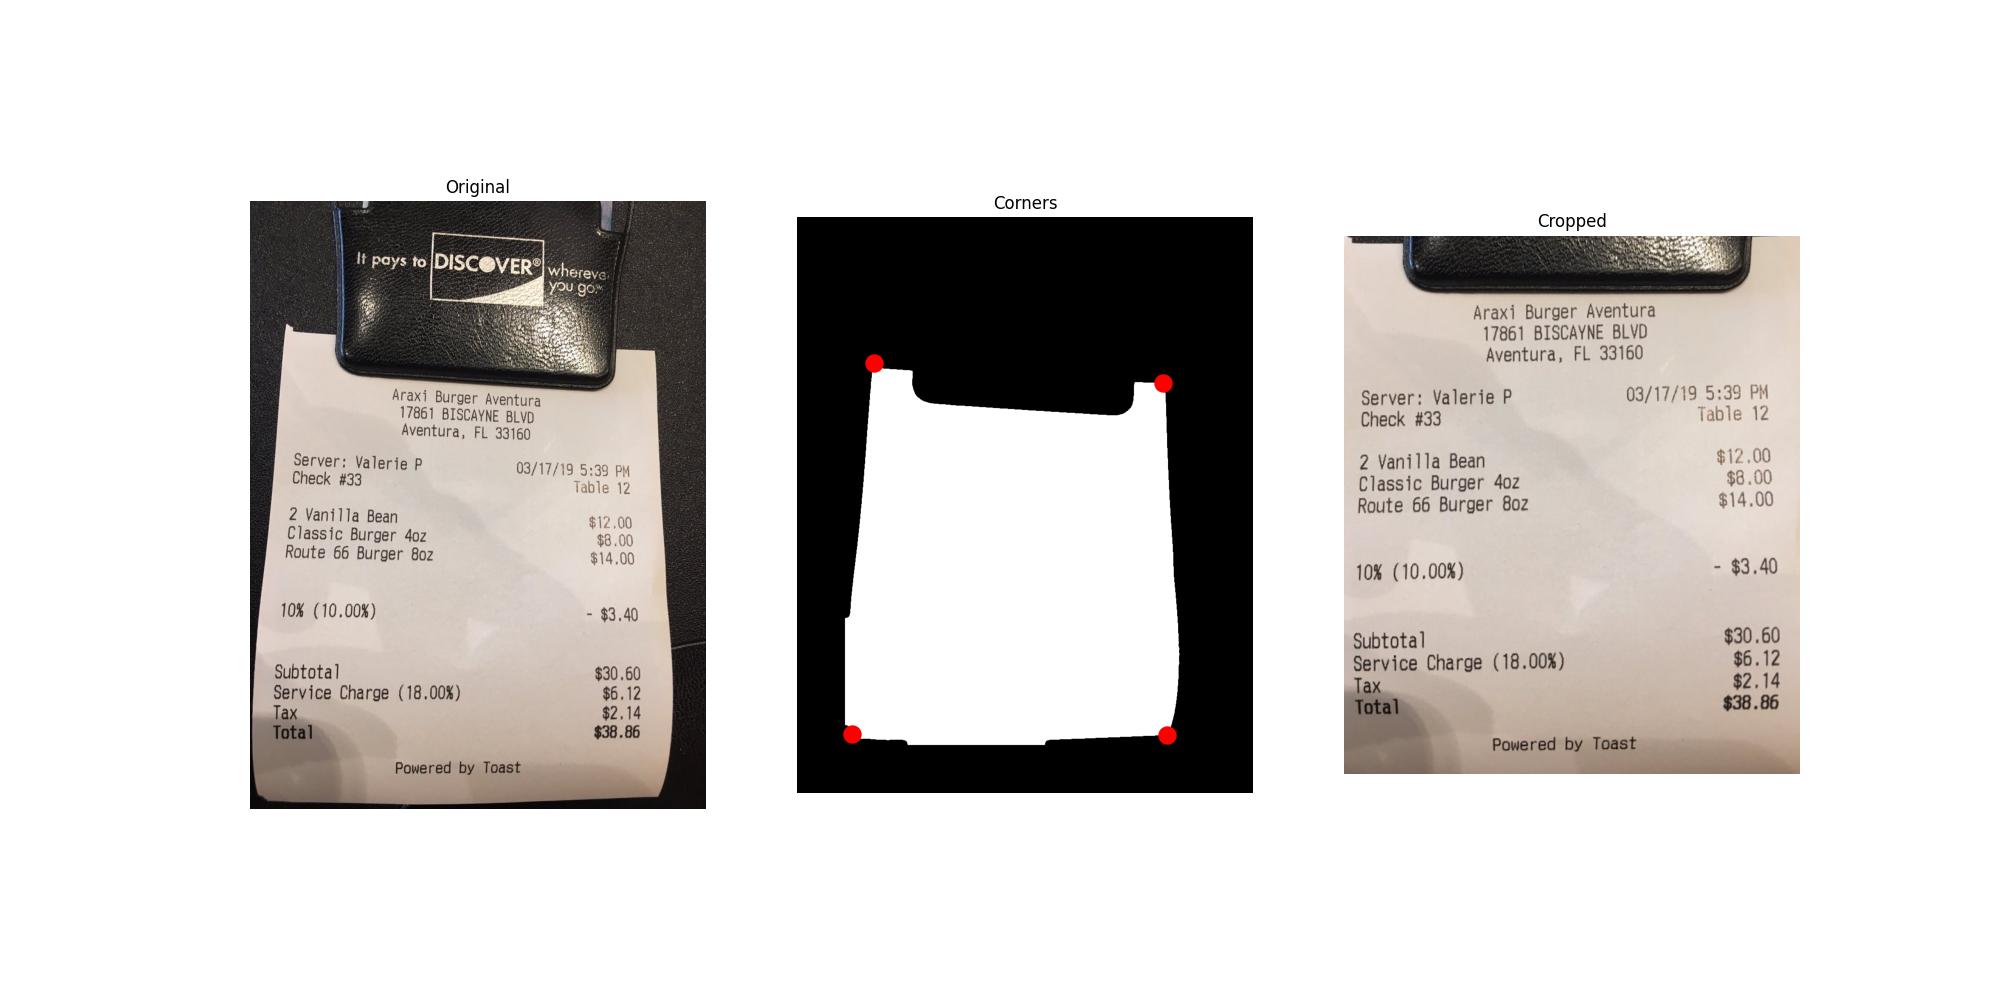 Original
It pays to DISCOVER® whereve
you go.℠
Araxi Burger Aventura
17861 BISCAYNE BLVD
Aventura, FL 33160
Server: Valerie P 03/17/19 5:39 PM
Check #33 Table 12
2 Vanilla Bean $12.00
Classic Burger 4oz $8.00
Route 66 Burger 8oz $14.00
10% (10.00%) - $3.40
Subtotal $30.60
Service Charge (18.00%) $6.12
Tax $2.14
Total $38.86
Powered by Toast
Corners
Cropped
Araxi Burger Aventura
17861 BISCAYNE BLVD
Aventura, FL 33160
Server: Valerie P 03/17/19 5:39 PM
Check #33 Table 12
2 Vanilla Bean $12.00
Classic Burger 4oz $8.00
Route 66 Burger 8oz $14.00
10% (10.00%) - $3.40
Subtotal $30.60
Service Charge (18.00%) $6.12
Tax $2.14
Total $38.86
Powered by Toast